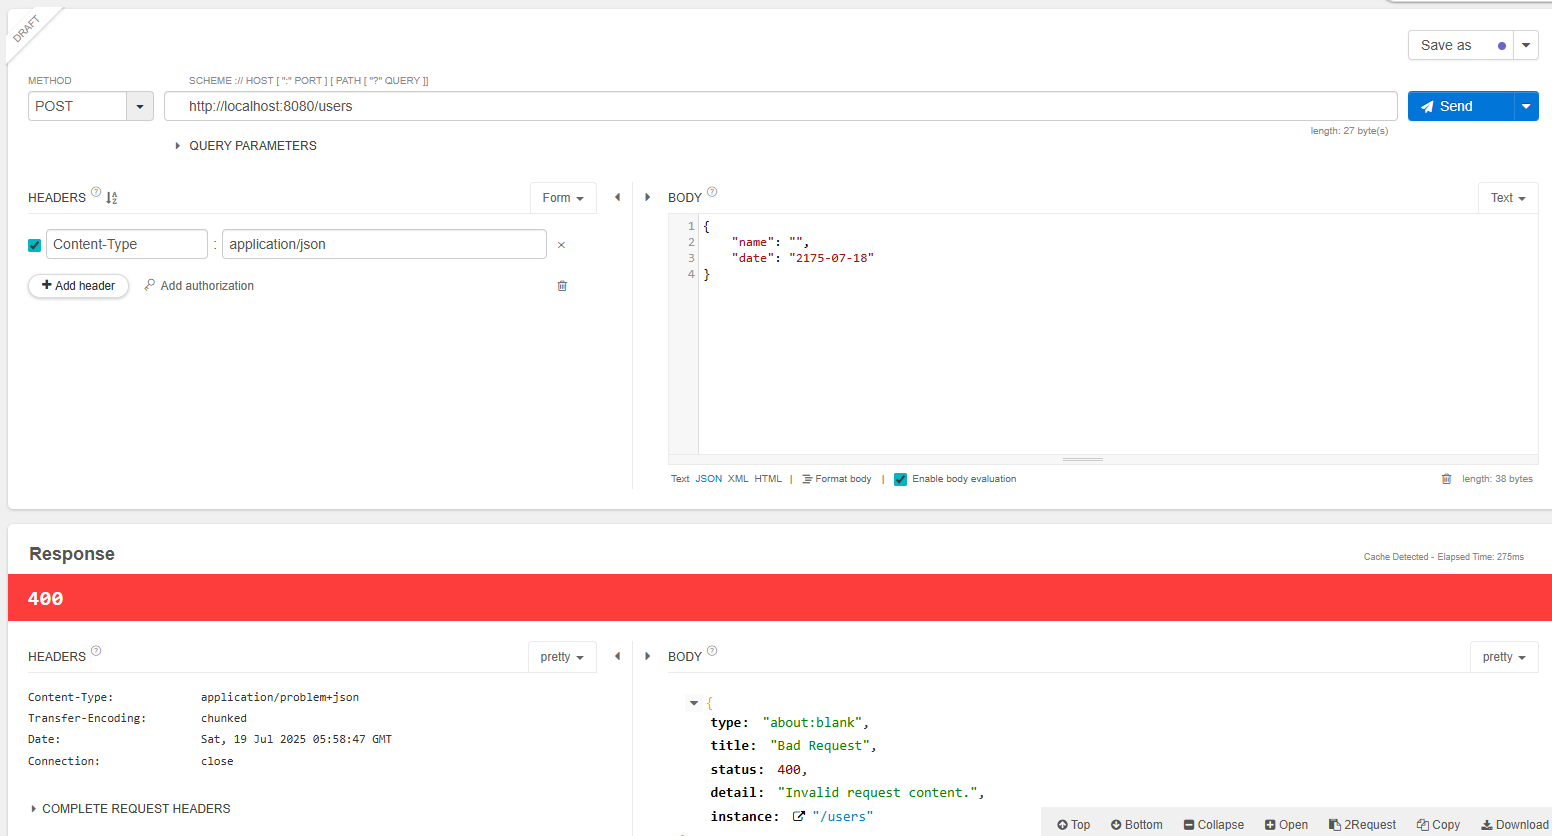 DRAFT
Save as
METHOD
SCHEME :// HOST [ ":" PORT ] [ PATH [ "?" QUERY ]]
POST
http://localhost:8080/users
Send
length: 27 byte(s)
QUERY PARAMETERS
HEADERS ?
Form
BODY ?
Text
Content-Type : application/json ×
+ Add header
Add authorization
1 {
2 "name": "",
3 "date": "2175-07-18"
4 }
Text JSON XML HTML | Format body | Enable body evaluation
length: 38 bytes
Response
Cache Detected - Elapsed Time: 275ms
400
HEADERS ?
pretty
Content-Type: application/problem+json
Transfer-Encoding: chunked
Date: Sat, 19 Jul 2025 05:58:47 GMT
Connection: close
COMPLETE REQUEST HEADERS
BODY ?
pretty
{
type: "about:blank",
title: "Bad Request",
status: 400,
detail: "Invalid request content.",
instance: "/users"
Top Bottom Collapse Open 2Request Copy Download